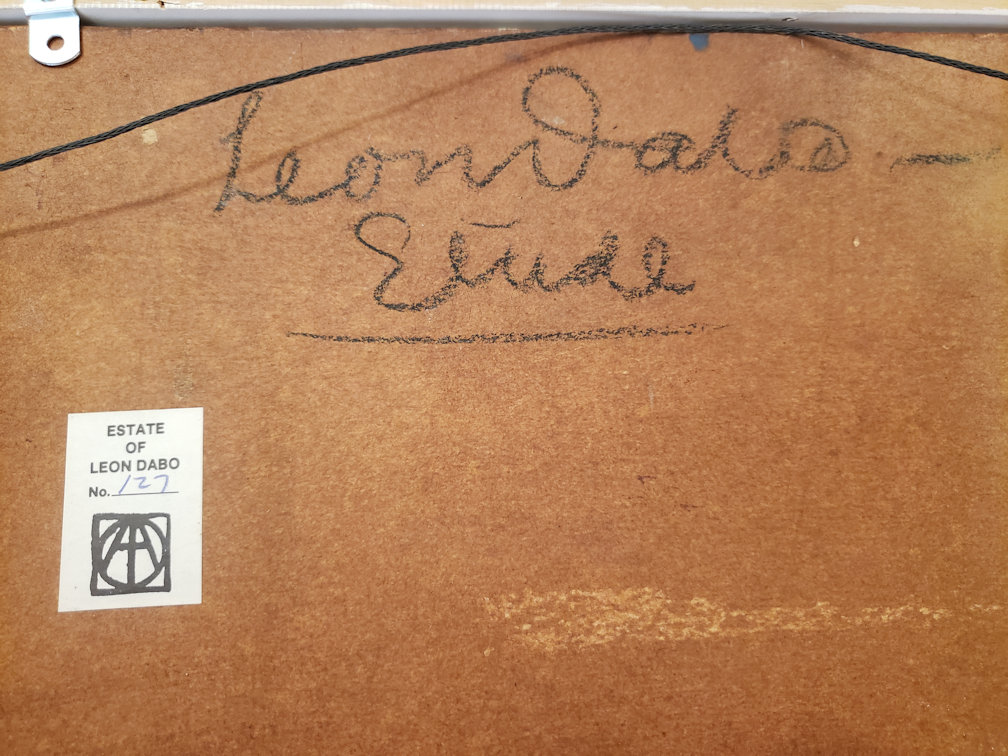 Leon Dabo —
Etude
ESTATE
OF
LEON DABO
No. 127